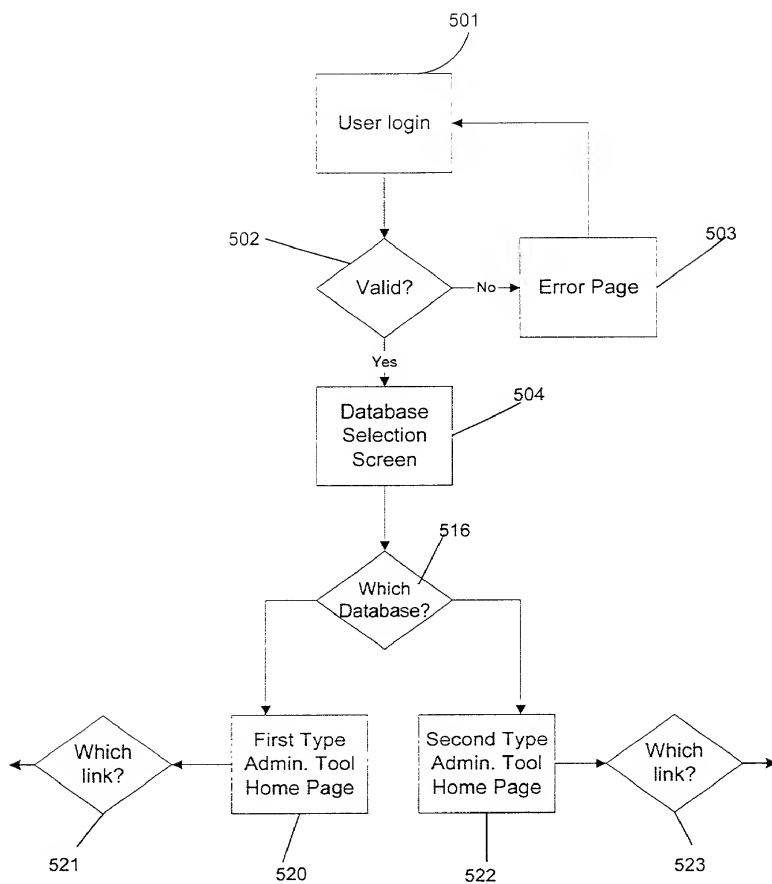 501
User login
502
503
Valid?
No
Error Page
Yes
504
Database
Selection
Screen
516
Which
Database?
Which
link?
First Type
Admin. Tool
Home Page
Second Type
Admin. Tool
Home Page
Which
link?
521
520
522
523